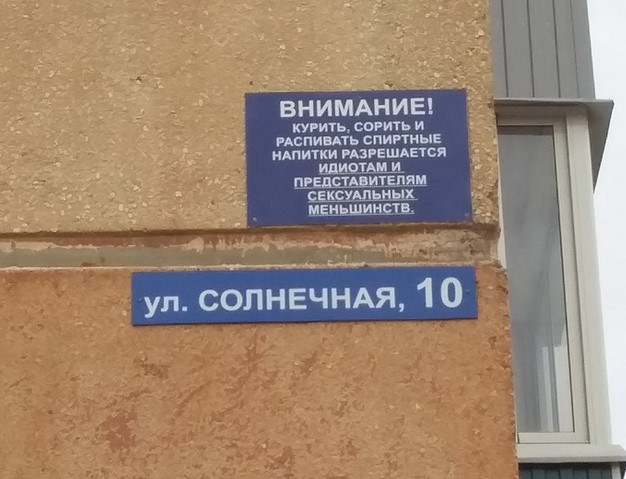 ВНИМАНИЕ!
КУРИТЬ, СОРИТЬ И
РАСПИВАТЬ СПИРТНЫЕ
НАПИТКИ РАЗРЕШАЕТСЯ
ИДИОТАМ И
ПРЕДСТАВИТЕЛЯМ
СЕКСУАЛЬНЫХ
МЕНЬШИНСТВ.
ул. СОЛНЕЧНАЯ, 10